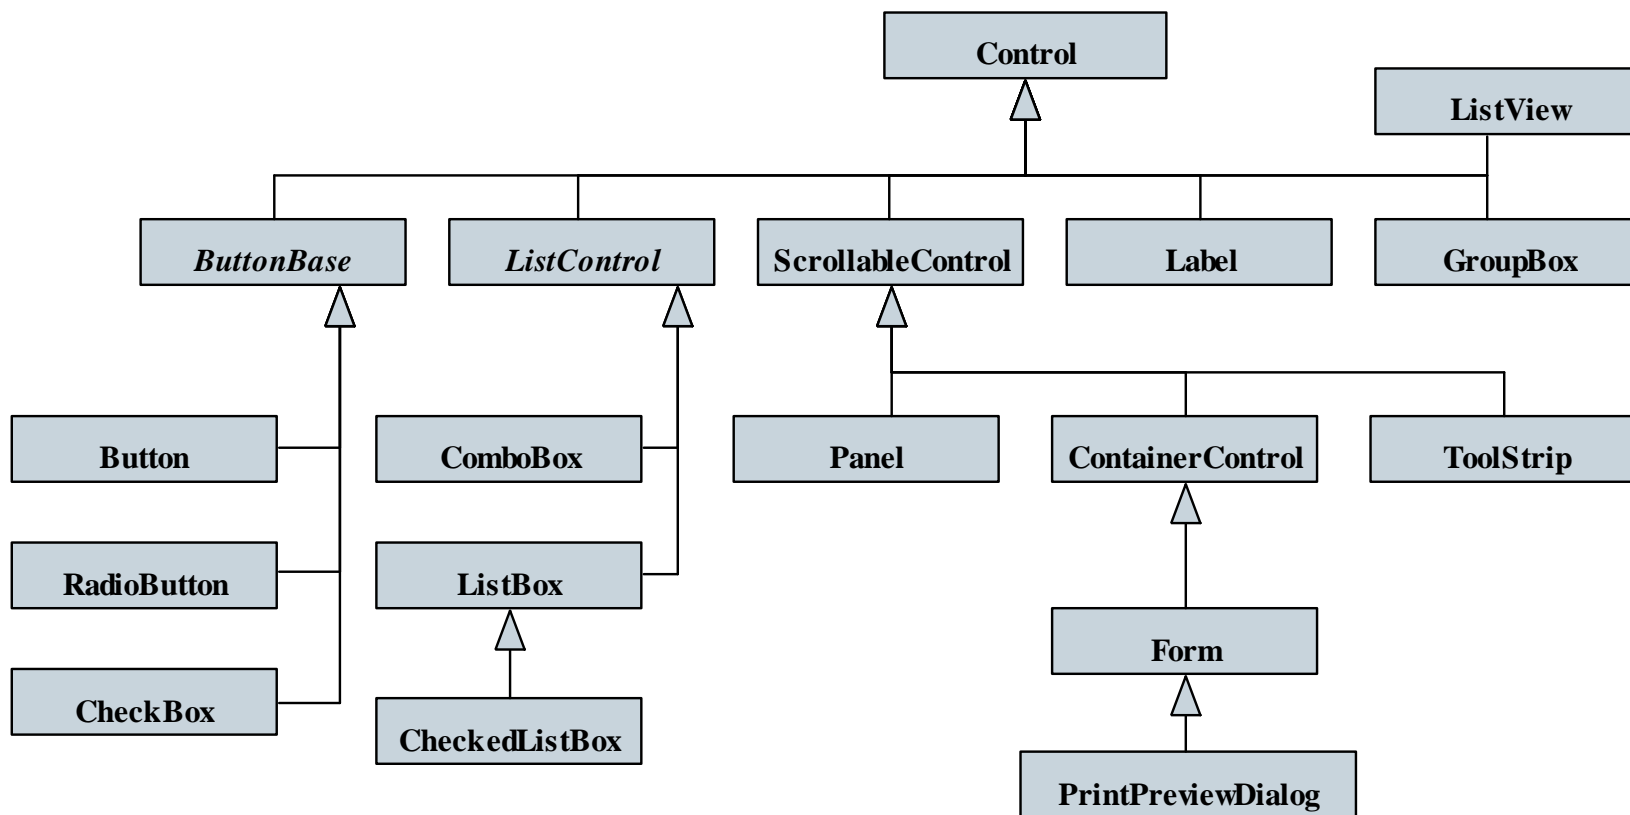 Control
ListView
ButtonBase
ListControl
ScrollableControl
Label
GroupBox
Button
ComboBox
Panel
ContainerControl
ToolStrip
RadioButton
ListBox
Form
CheckBox
CheckedListBox
PrintPreviewDialog